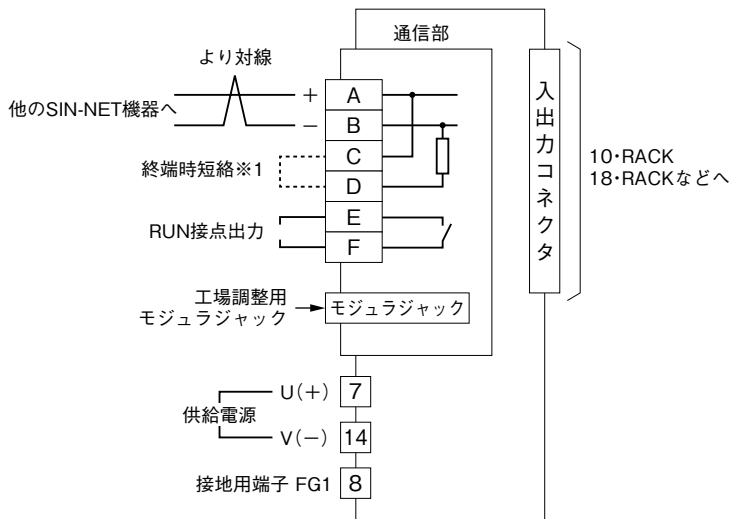 通信部
より対線
他のSIN-NET機器へ
+
−
A
B
C
D
E
F
終端時短絡※1
RUN接点出力
入出力コネクタ
10・RACK
18・RACKなどへ
工場調整用
モジュラジャック
モジュラジャック
供給電源
U(+)
7
V(−)
14
接地用端子 FG1
8